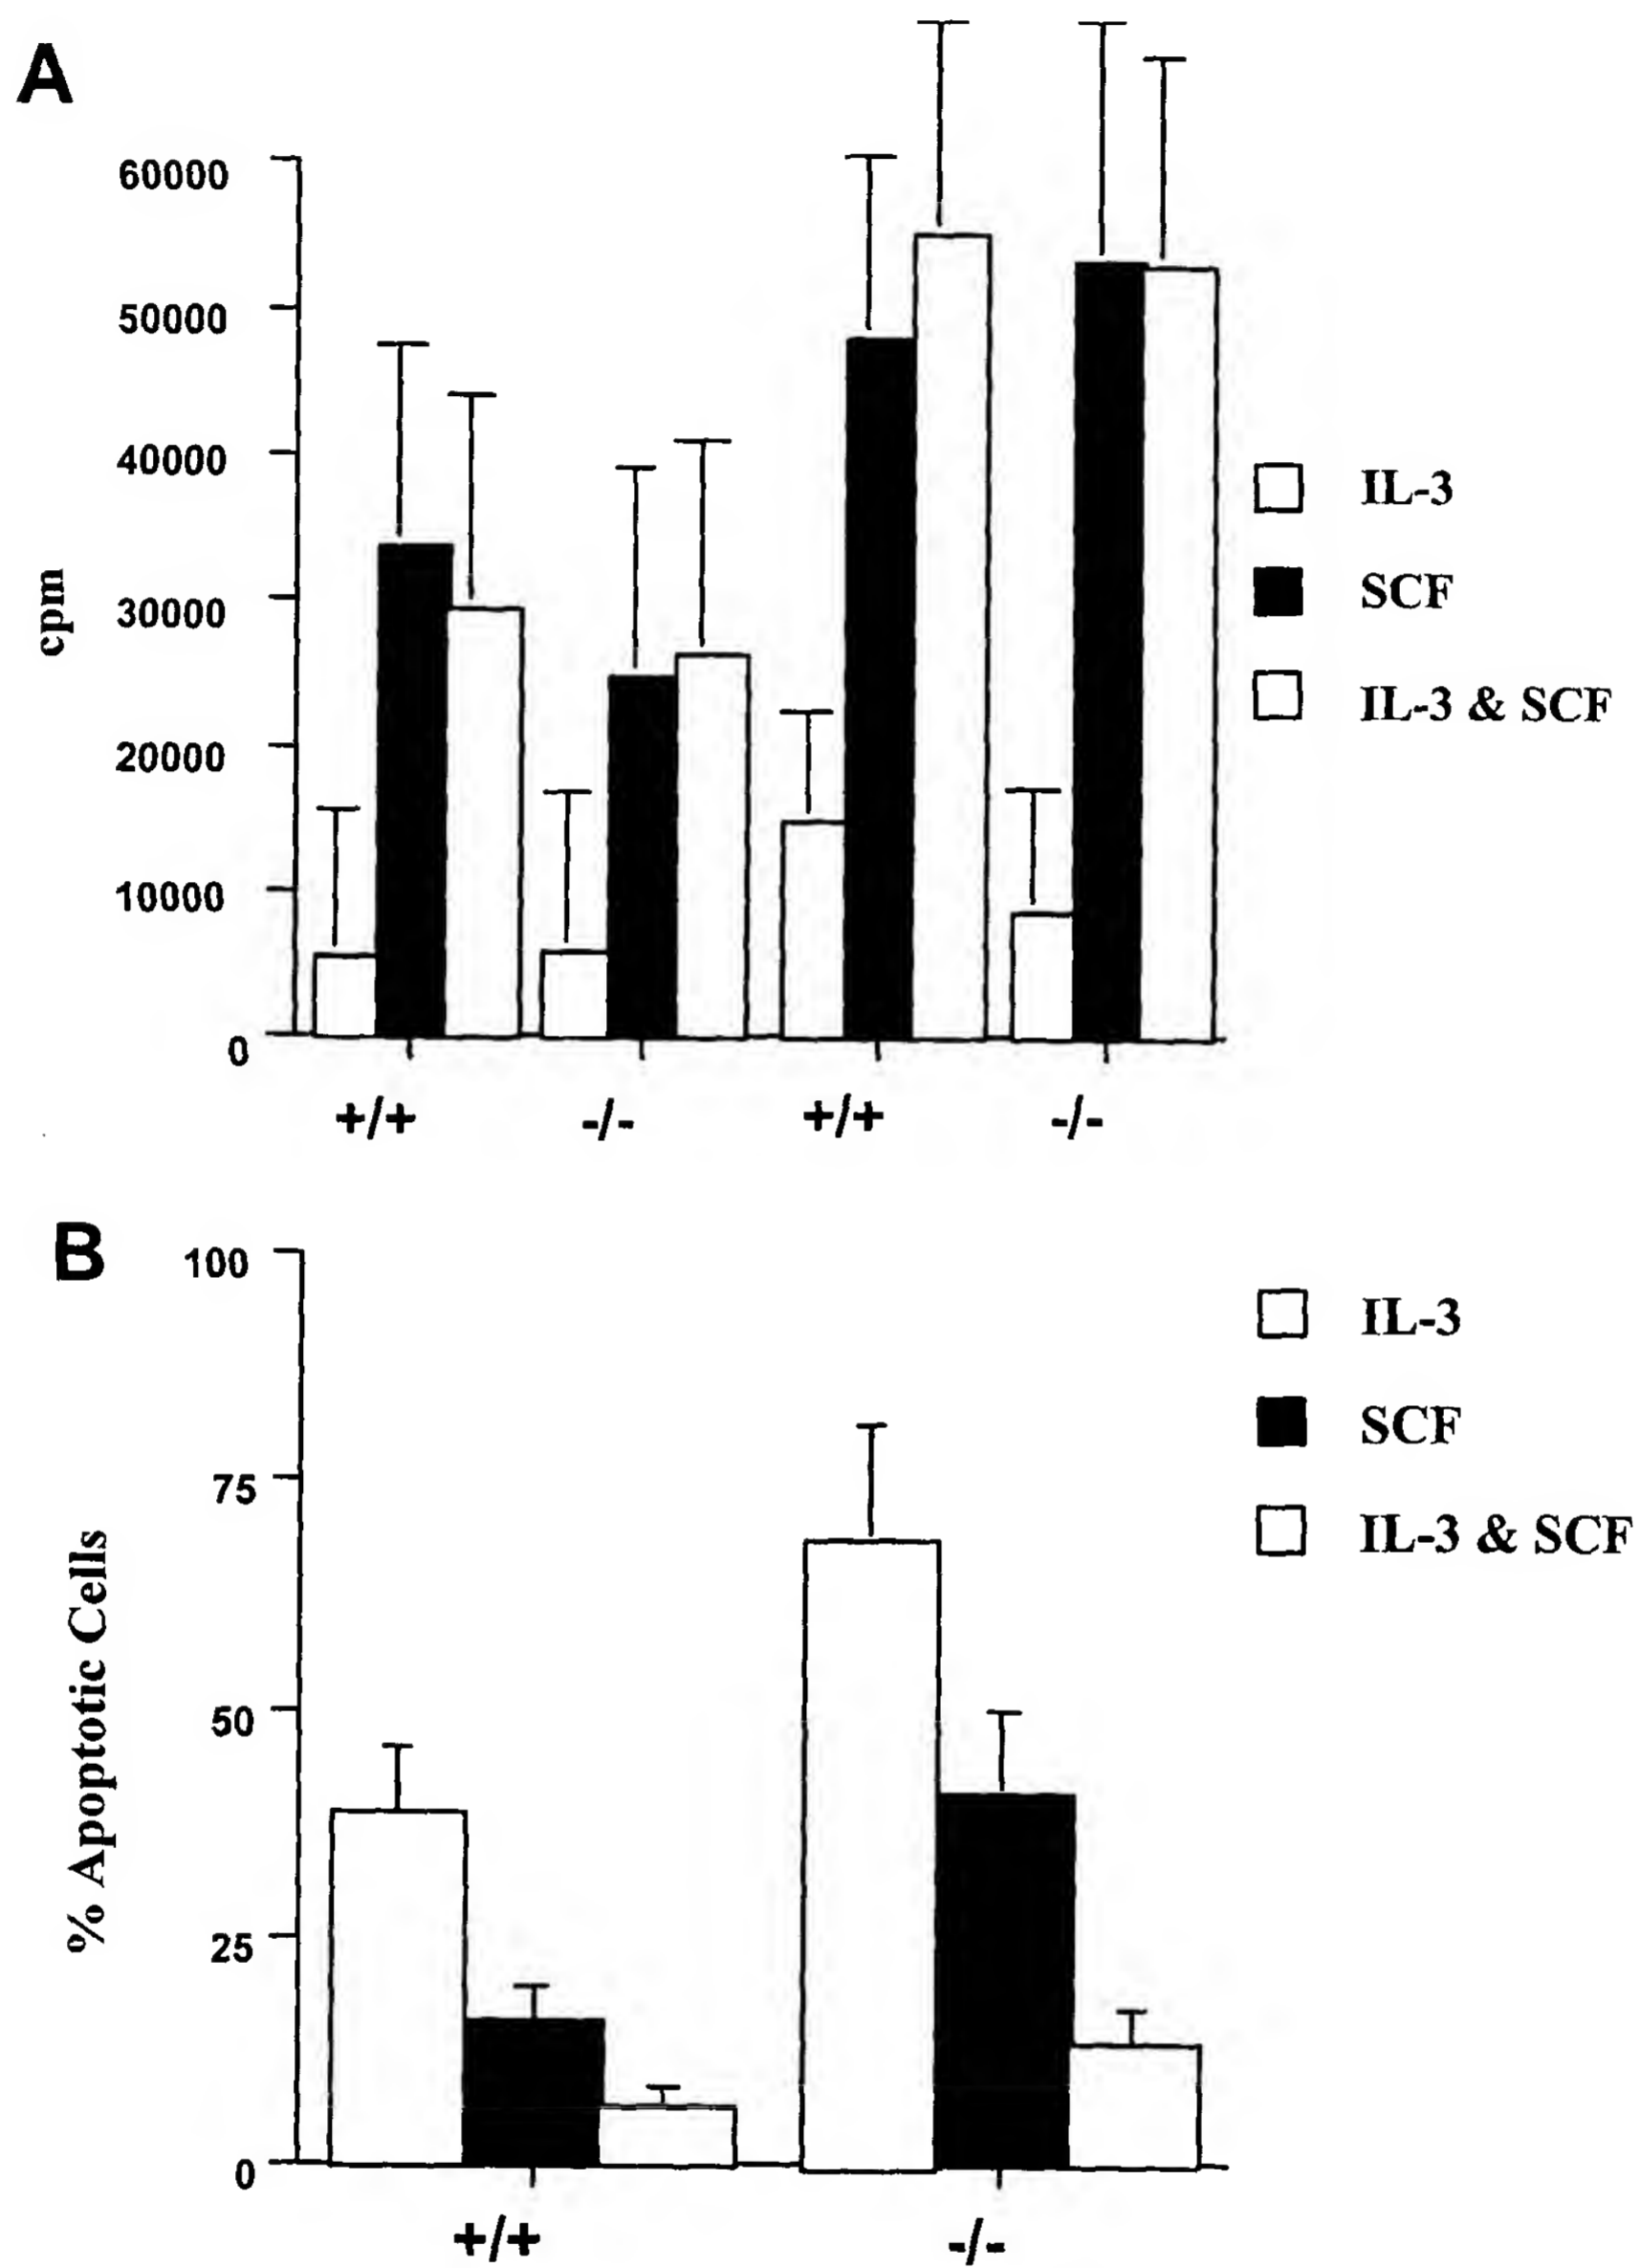 A
60000
50000
40000
30000
20000
10000
0
cpm
IL-3
SCF
IL-3 & SCF
+/+ -/- +/+ -/-
B
100
75
50
25
0
% Apoptotic Cells
IL-3
SCF
IL-3 & SCF
+/+ -/-